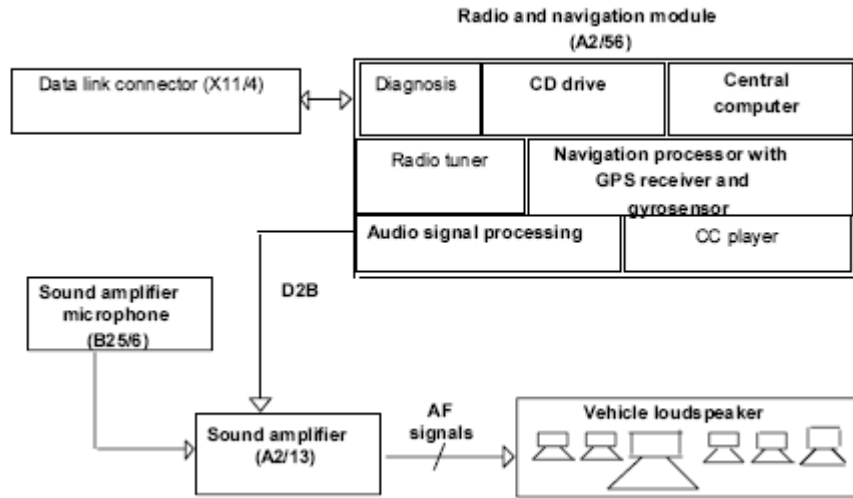 Radio and navigation module
(A2/56)
Data link connector (X11/4)
Diagnosis
CD drive
Central
computer
Radio tuner
Navigation processor with
GPS receiver and
gyrosensor
Audio signal processing
CC player
D2B
Sound amplifier
microphone
(B25/6)
Sound amplifier
(A2/13)
AF
signals
Vehicle loudspeaker